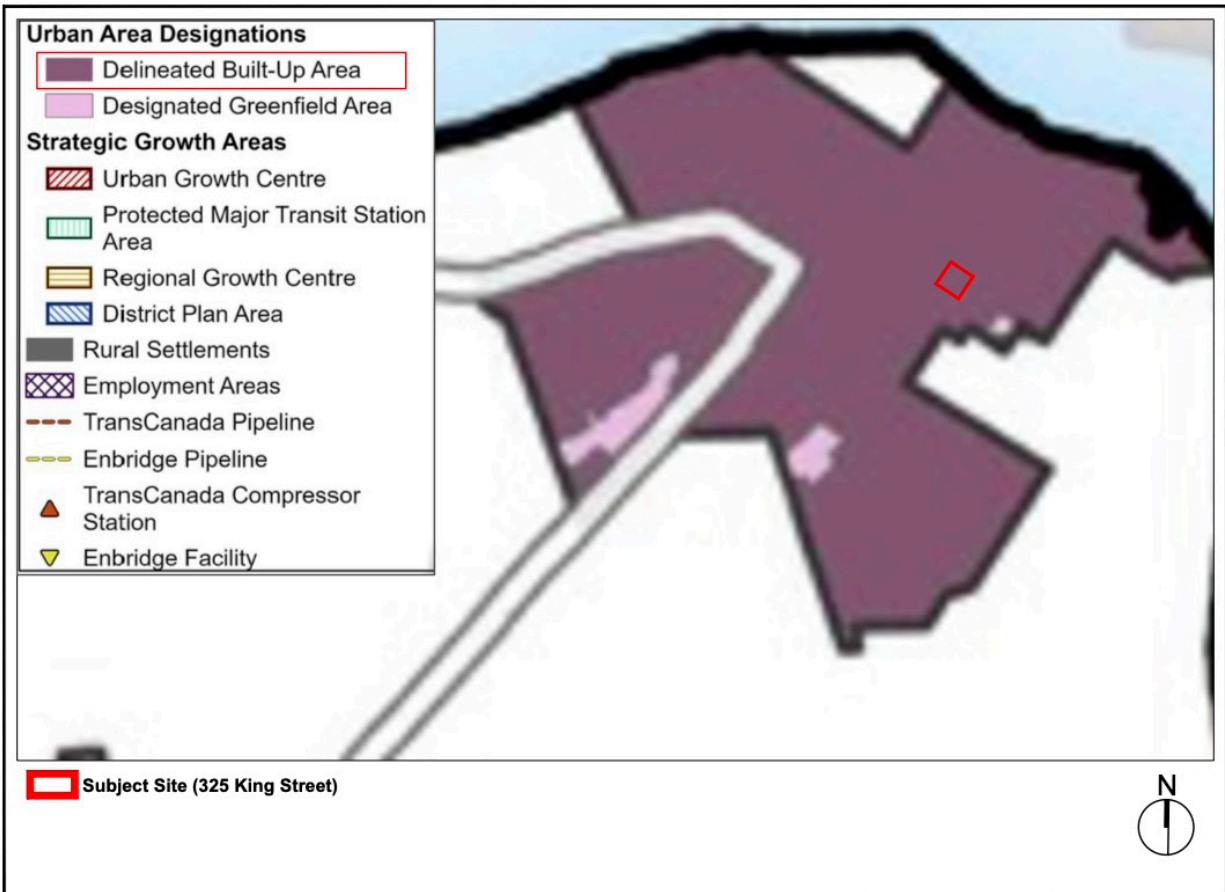 Urban Area Designations
Delineated Built-Up Area
Designated Greenfield Area
Strategic Growth Areas
Urban Growth Centre
Protected Major Transit Station
Area
Regional Growth Centre
District Plan Area
Rural Settlements
Employment Areas
TransCanada Pipeline
Enbridge Pipeline
TransCanada Compressor
Station
Enbridge Facility
Subject Site (325 King Street)
N